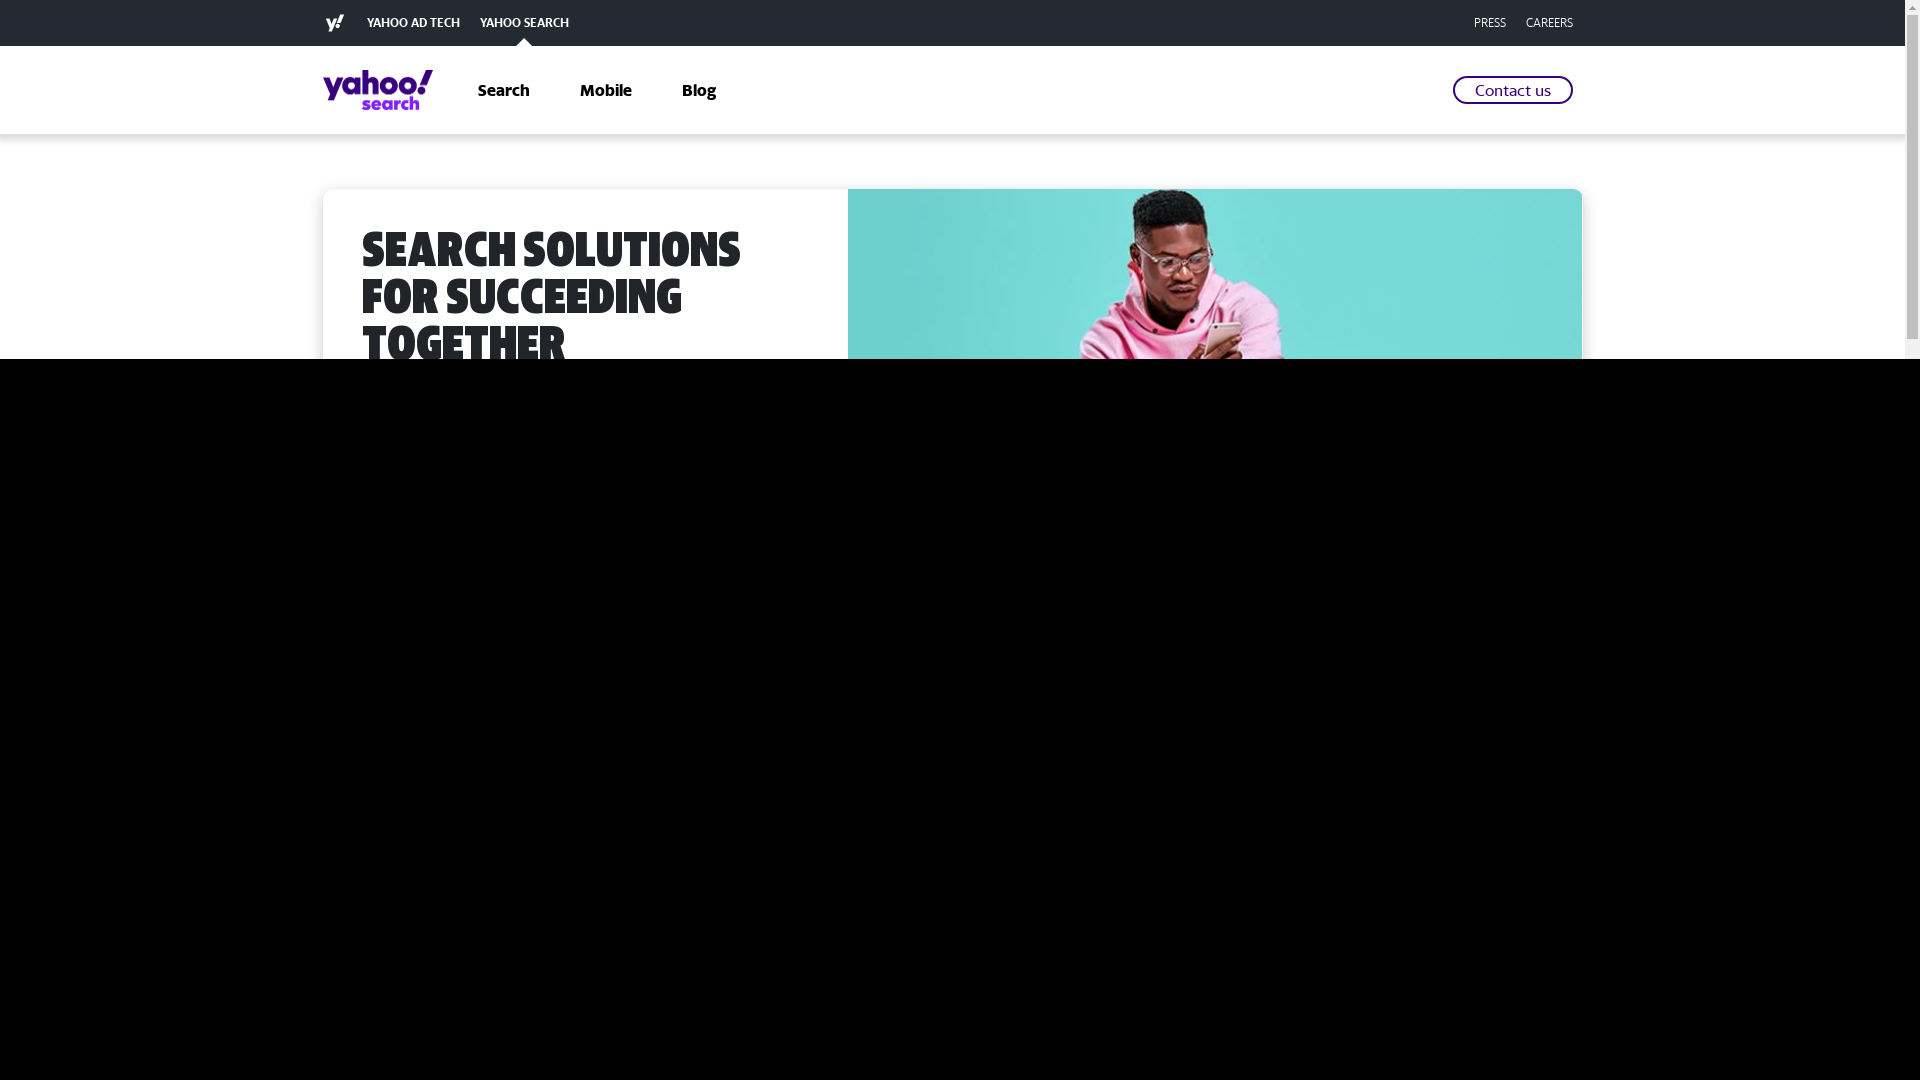 y! YAHOO AD TECH YAHOO SEARCH PRESS CAREERS
yahoo! search Search Mobile Blog Contact us
SEARCH SOLUTIONS
FOR SUCCEEDING
TOGETHER